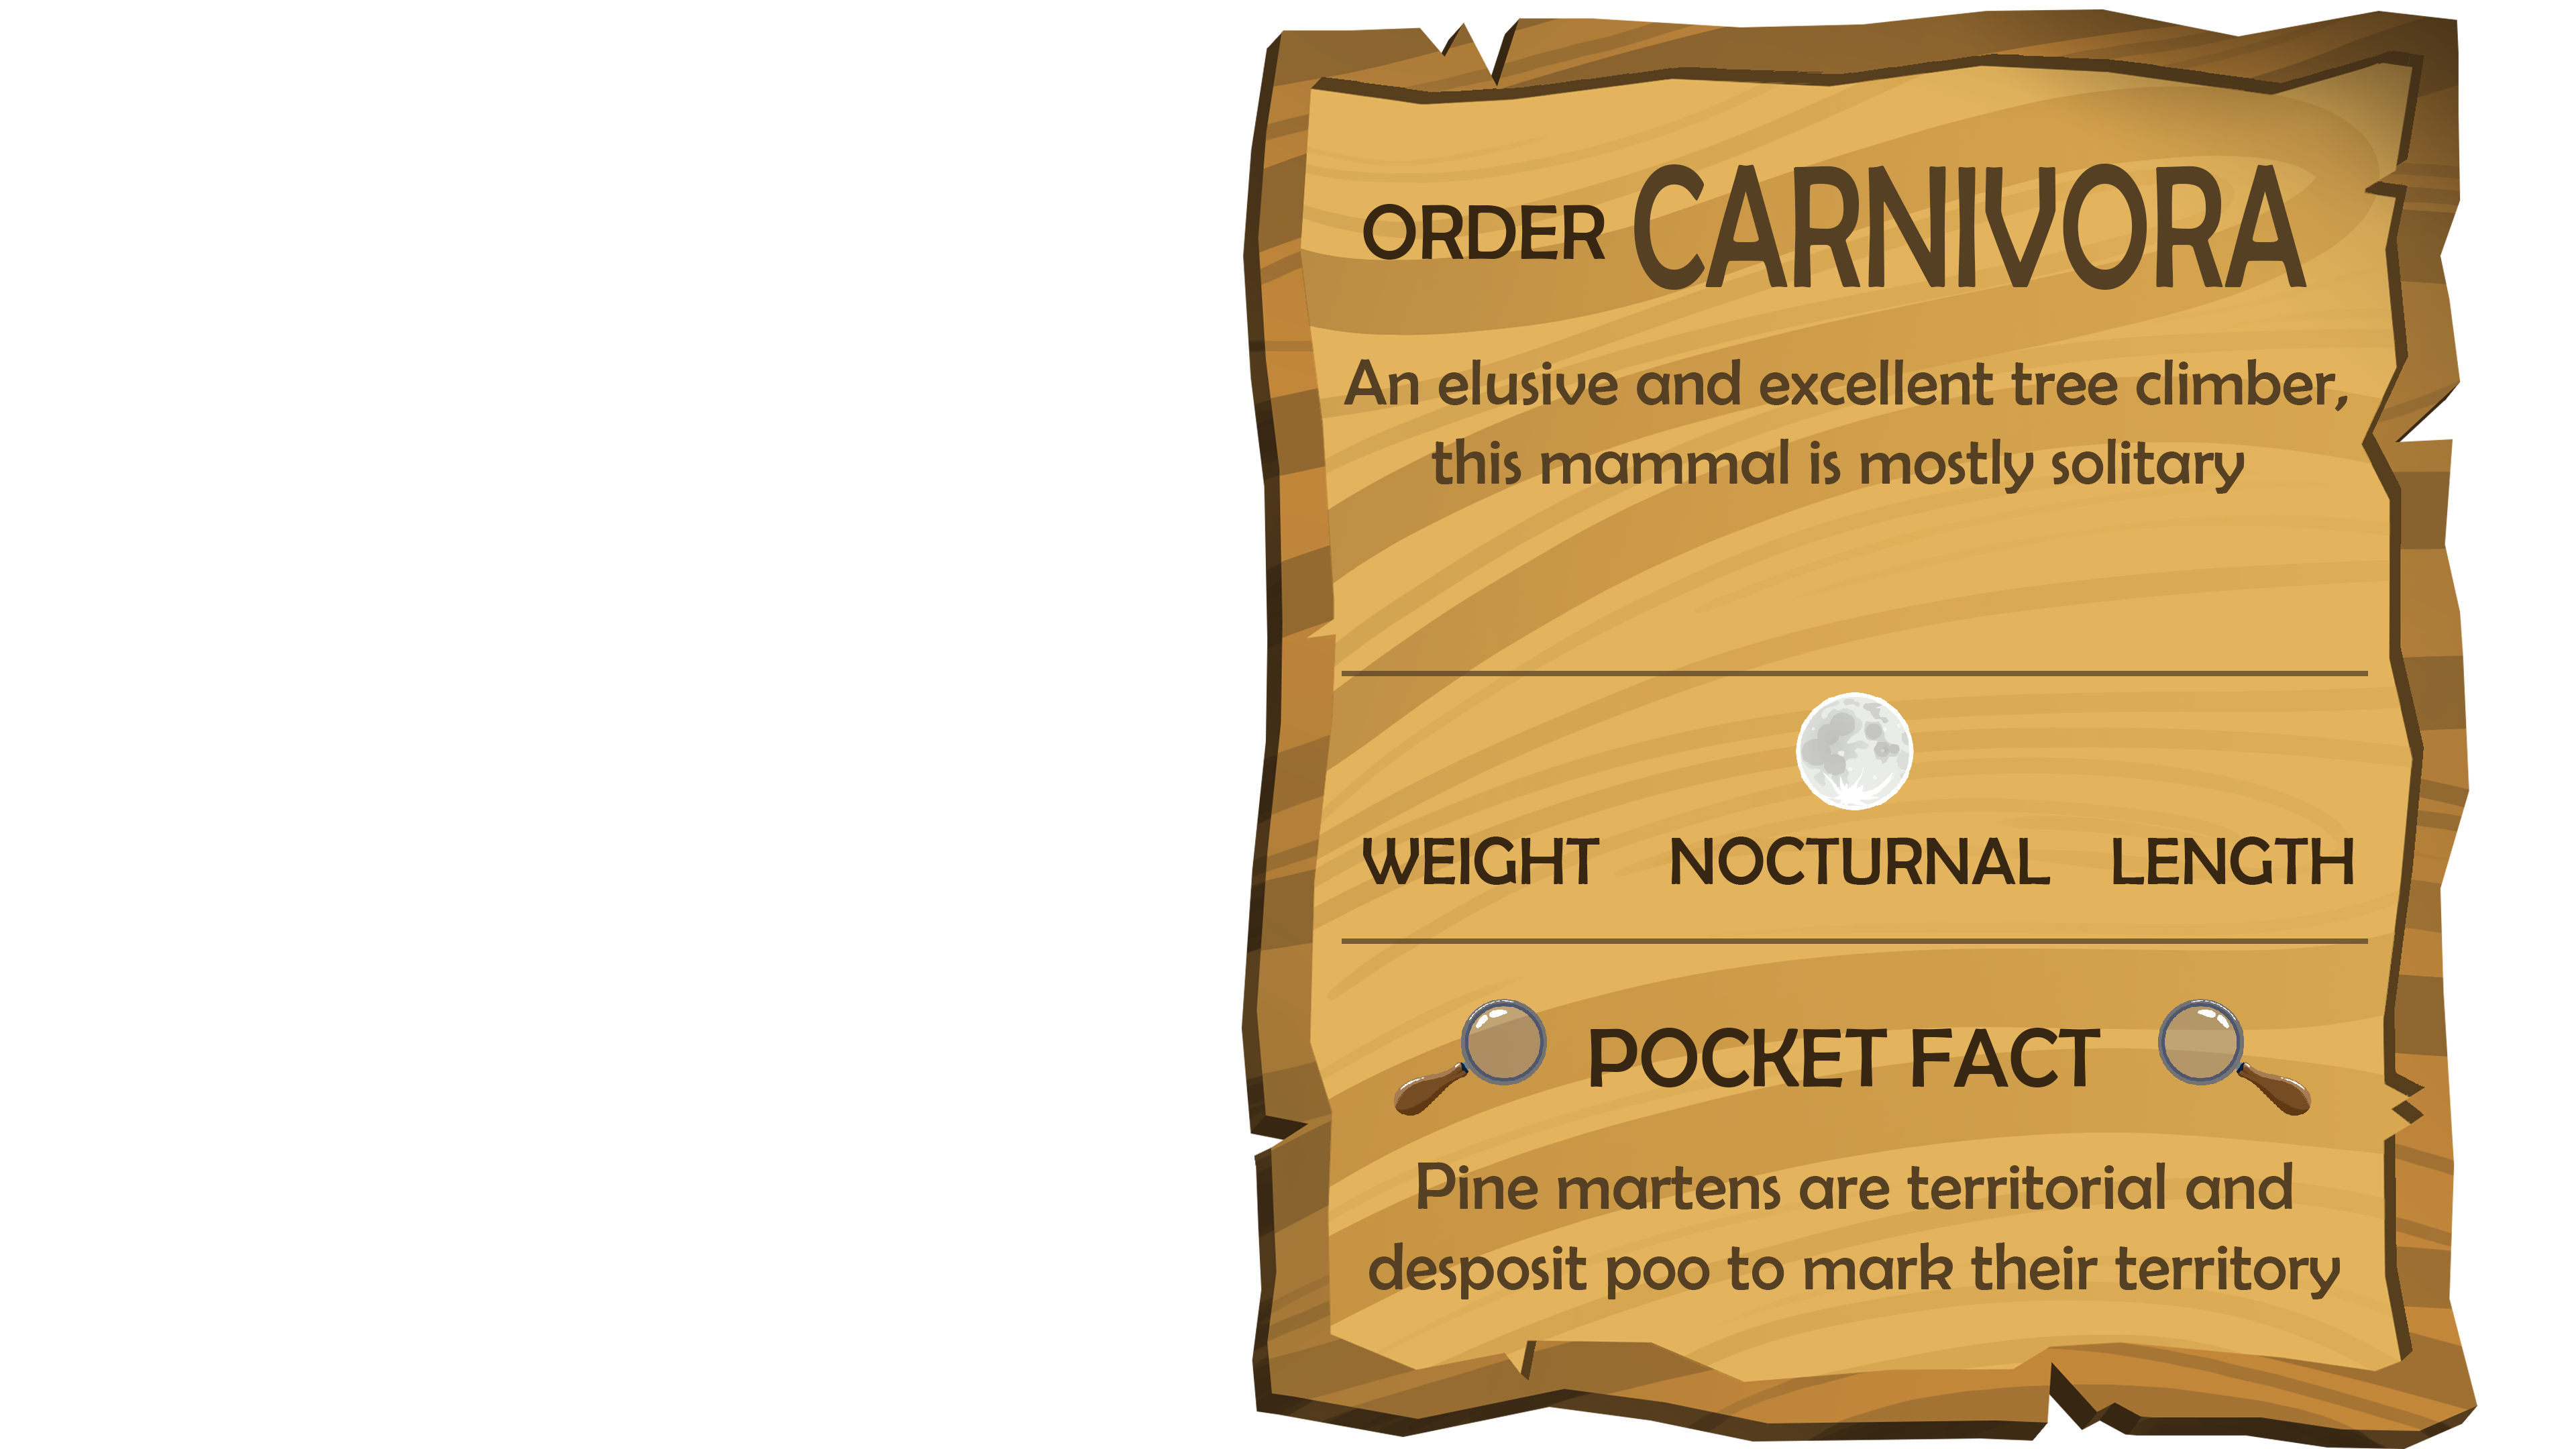 ORDER CARNIVORA
An elusive and excellent tree climber,
this mammal is mostly solitary
WEIGHT NOCTURNAL LENGTH
POCKET FACT
Pine martens are territorial and
desposit poo to mark their territory